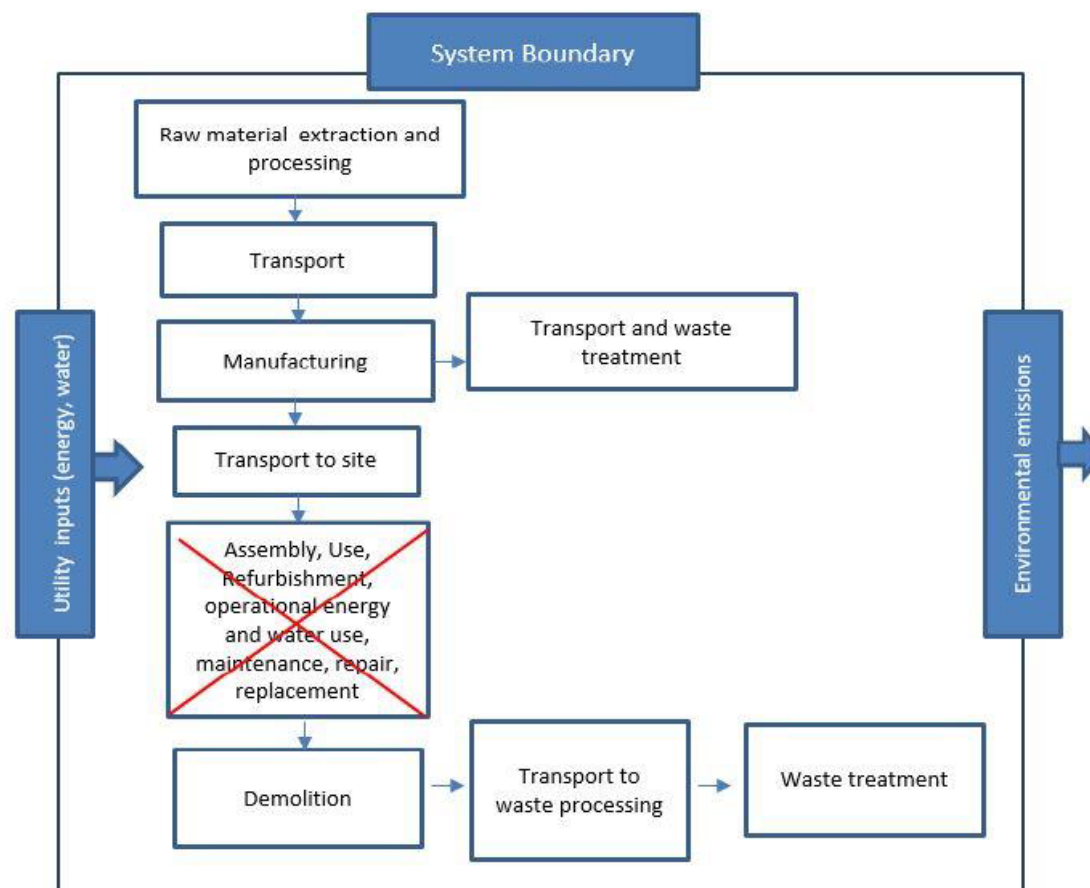 System Boundary
Raw material extraction and
processing
Transport
Manufacturing
Transport and waste
treatment
Transport to site
Assembly, Use,
Refurbishment,
operational energy
and water use,
maintenance, repair,
replacement
Demolition
Transport to
waste processing
Waste treatment
Utility inputs (energy, water)
Environmental emissions